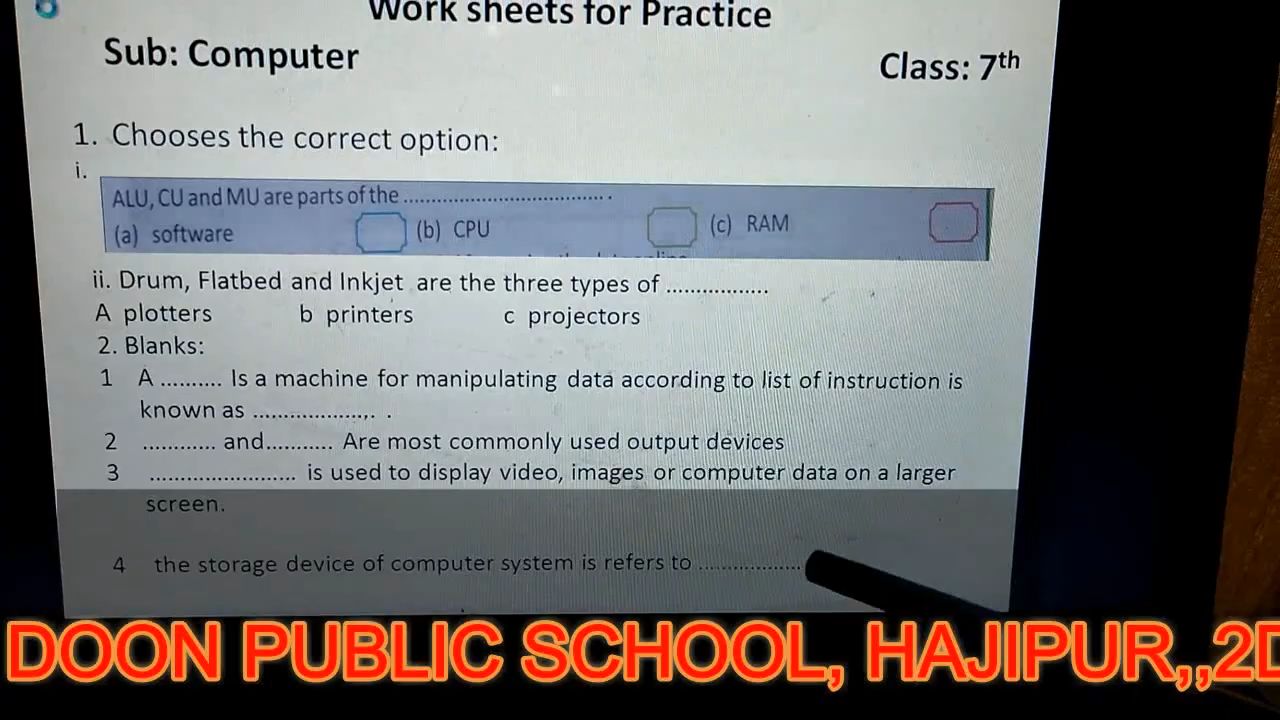 Work sheets for Practice
Sub: Computer
Class: 7th
1. Chooses the correct option:
i.
ALU, CU and MU are parts of the ................................... .
(a) software (b) CPU (c) RAM
ii. Drum, Flatbed and Inkjet are the three types of .................
A plotters b printers c projectors
2. Blanks:
1 A .......... Is a machine for manipulating data according to list of instruction is
known as ...................,. .
2 ............ and........... Are most commonly used output devices
3 ........................ is used to display video, images or computer data on a larger
screen.
4 the storage device of computer system is refers to .................
DOON PUBLIC SCHOOL, HAJIPUR,,2D